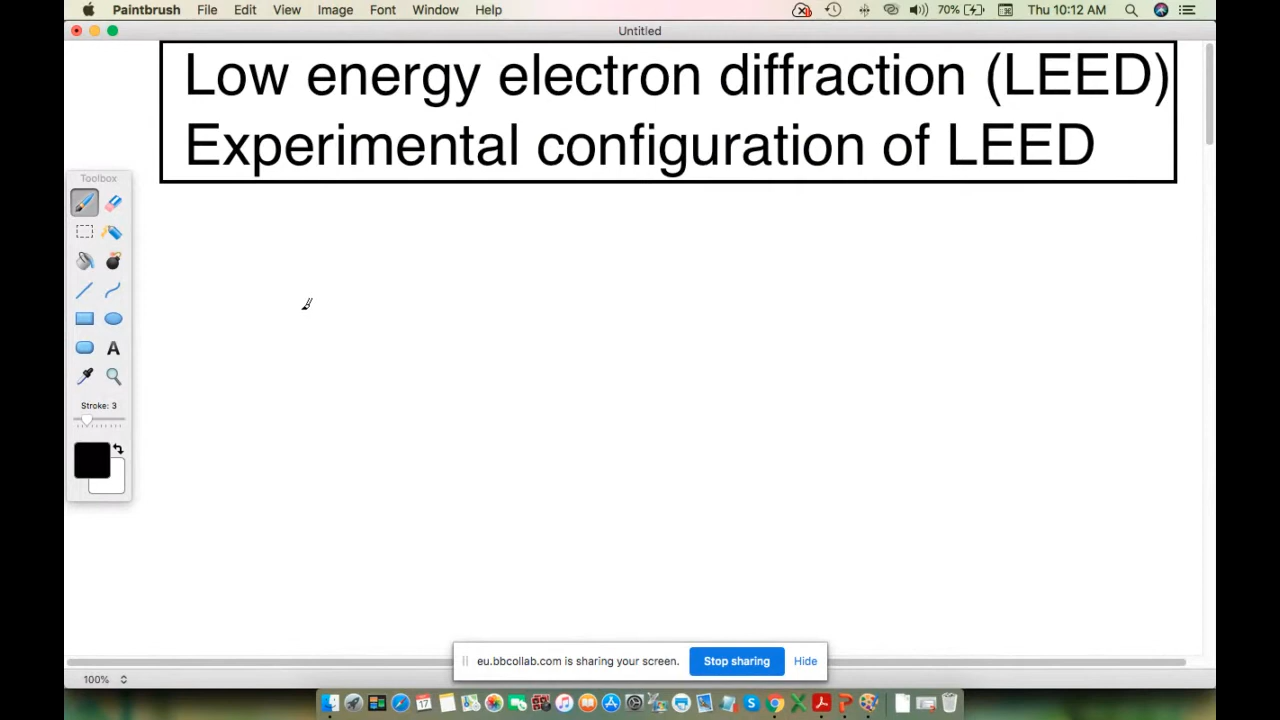 Paintbrush File Edit View Image Font Window Help 70% Thu 10:12 AM
Untitled
Low energy electron diffraction (LEED)
Experimental configuration of LEED
Toolbox
A
Stroke: 3
eu.bbcollab.com is sharing your screen. Stop sharing Hide
100%
17